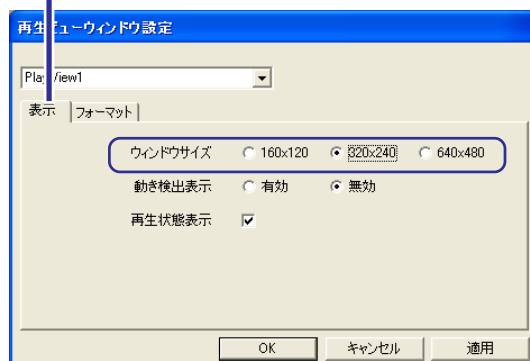 再生ビューウィンドウ設定
PlayView1
表示 フォーマット
ウィンドウサイズ 160x120 320x240 640x480
動き検出表示 有効 無効
再生状態表示
OK キャンセル 適用